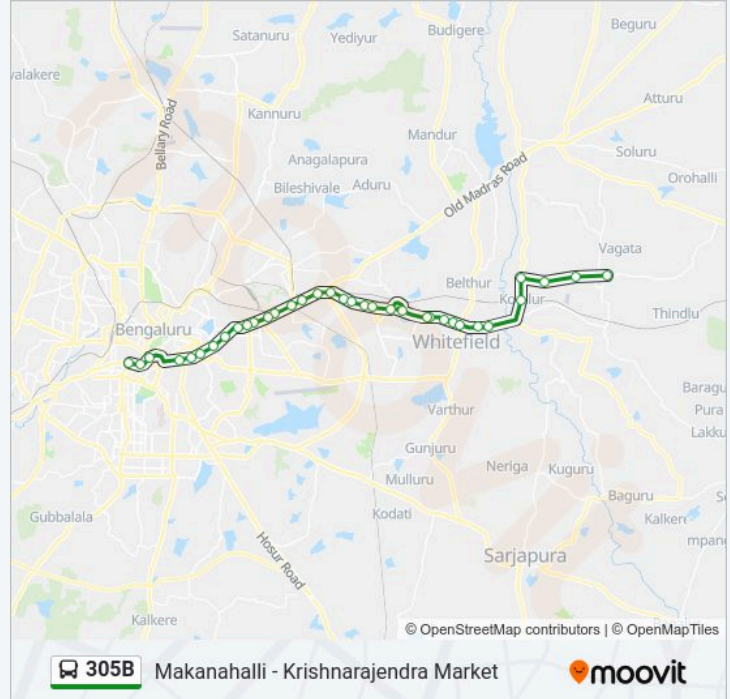 Satanuru
Yediyur
Budigere
Beguru
valakere
Atturu
Kannuru
Bellary Road
Mandur
Soluru
Anagalapura
Bileshivale
Aduru
Old Madras Road
Orohalli
Vagata
Belthur
Bengaluru
Thindlu
Whitefield
Baragu
Varthur
Pura
Lakku
Gunjuru
Neriga
Kuguru
Mulluru
Baguru
Gubbalala
Kodati
Kalkere
mpang
Hosur Road
Sarjapura
Kalkere
© OpenStreetMap contributors | © OpenMapTiles
305B Makanahalli - Krishnarajendra Market moovit